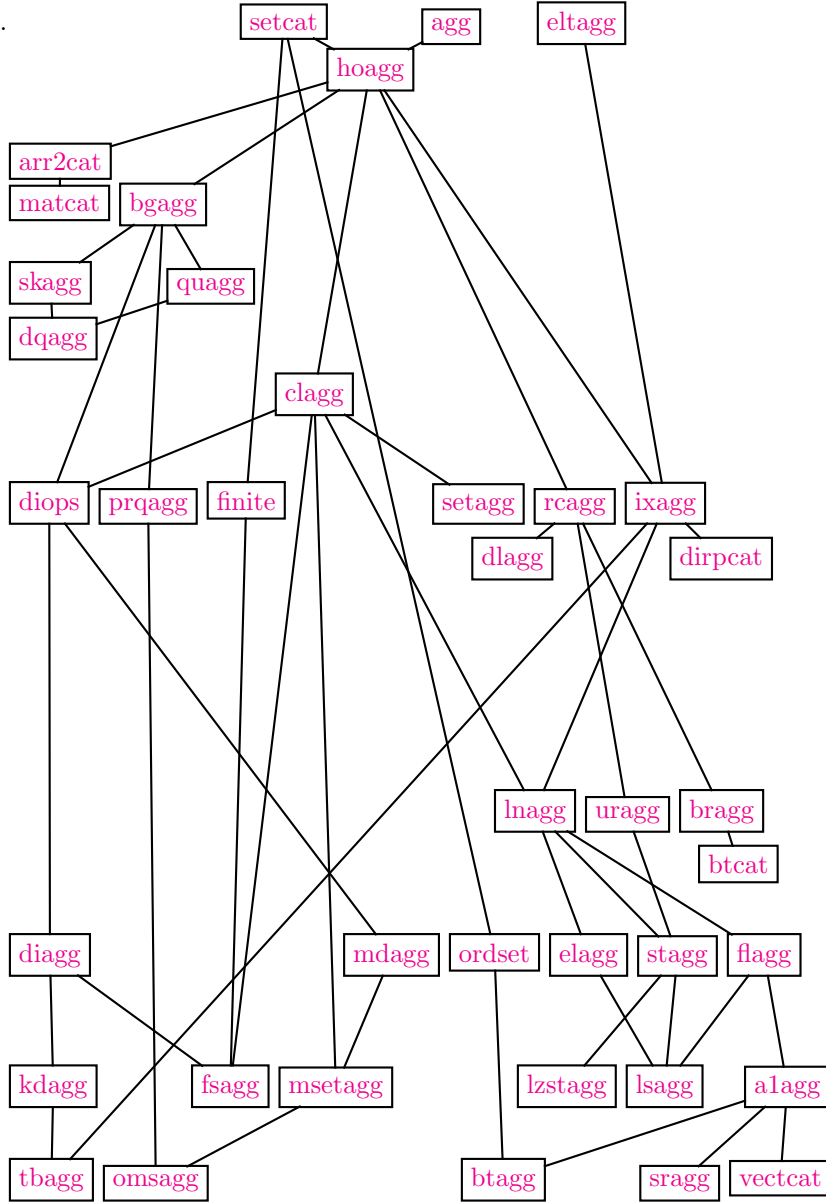 setcat agg eltagg
.
hoagg
arr2cat
matcat bgagg
skagg quagg
dqagg
clagg
diops prqagg finite setagg rcagg ixagg
dlagg dirpcat
lnagg uragg bragg
btcat
diagg mdagg ordset elagg stagg flagg
kdagg fsagg msetagg lzstagg lsagg a1agg
tbagg omsagg btagg sragg vectcat